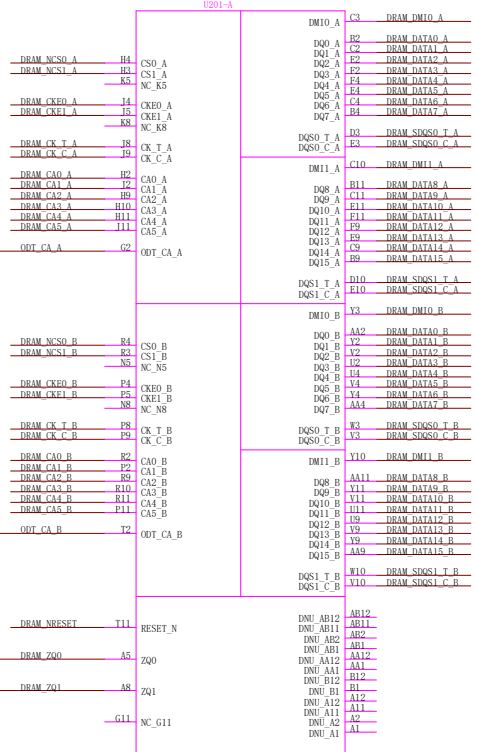 U201-A
DMIO_A C3 DRAM_DMIO_A
DQ0_A B2 DRAM_DATA0_A
DQ1_A C2 DRAM_DATA1_A
DRAM_NCS0_A H4 CS0_A DQ2_A E2 DRAM_DATA2_A
DRAM_NCS1_A H3 CS1_A DQ3_A F2 DRAM_DATA3_A
K5 NC_K5 DQ4_A F4 DRAM_DATA4_A
DQ5_A E4 DRAM_DATA5_A
DRAM_CKE0_A J4 CKE0_A DQ6_A C4 DRAM_DATA6_A
DRAM_CKE1_A J5 CKE1_A DQ7_A B4 DRAM_DATA7_A
K8 NC_K8
DQS0_T_A D3 DRAM_SDQS0_T_A
DRAM_CK_T_A J8 CK_T_A DQS0_C_A E3 DRAM_SDQS0_C_A
DRAM_CK_C_A J9 CK_C_A
DMI1_A C10 DRAM_DMI1_A
DRAM_CA0_A H2 CA0_A
DRAM_CA1_A J2 CA1_A DQ8_A B11 DRAM_DATA8_A
DRAM_CA2_A H9 CA2_A DQ9_A C11 DRAM_DATA9_A
DRAM_CA3_A H10 CA3_A DQ10_A E11 DRAM_DATA10_A
DRAM_CA4_A H11 CA4_A DQ11_A F11 DRAM_DATA11_A
DRAM_CA5_A J11 CA5_A DQ12_A F9 DRAM_DATA12_A
DQ13_A E9 DRAM_DATA13_A
ODT_CA_A G2 ODT_CA_A DQ14_A C9 DRAM_DATA14_A
DQ15_A B9 DRAM_DATA15_A
DQS1_T_A D10 DRAM_SDQS1_T_A
DQS1_C_A E10 DRAM_SDQS1_C_A
DMIO_B Y3 DRAM_DMIO_B
DQ0_B AA2 DRAM_DATA0_B
DRAM_NCS0_B R4 CS0_B DQ1_B Y2 DRAM_DATA1_B
DRAM_NCS1_B R3 CS1_B DQ2_B V2 DRAM_DATA2_B
N5 NC_N5 DQ3_B U2 DRAM_DATA3_B
DQ4_B U4 DRAM_DATA4_B
DRAM_CKE0_B P4 CKE0_B DQ5_B V4 DRAM_DATA5_B
DRAM_CKE1_B P5 CKE1_B DQ6_B Y4 DRAM_DATA6_B
N8 NC_N8 DQ7_B AA4 DRAM_DATA7_B
DRAM_CK_T_B P8 CK_T_B DQS0_T_B W3 DRAM_SDQS0_T_B
DRAM_CK_C_B P9 CK_C_B DQS0_C_B V3 DRAM_SDQS0_C_B
DRAM_CA0_B R2 CA0_B DMI1_B Y10 DRAM_DMI1_B
DRAM_CA1_B P2 CA1_B
DRAM_CA2_B R9 CA2_B DQ8_B AA11 DRAM_DATA8_B
DRAM_CA3_B R10 CA3_B DQ9_B Y11 DRAM_DATA9_B
DRAM_CA4_B R11 CA4_B DQ10_B V11 DRAM_DATA10_B
DRAM_CA5_B P11 CA5_B DQ11_B U11 DRAM_DATA11_B
DQ12_B U9 DRAM_DATA12_B
ODT_CA_B T2 ODT_CA_B DQ13_B V9 DRAM_DATA13_B
DQ14_B Y9 DRAM_DATA14_B
DQ15_B AA9 DRAM_DATA15_B
DQS1_T_B W10 DRAM_SDQS1_T_B
DQS1_C_B V10 DRAM_SDQS1_C_B
DNU_AB12 AB12
DRAM_NRESET T11 RESET_N DNU_AB11 AB11
DNU_AB2 AB2
DNU_AB1 AB1
DRAM_ZQ0 A5 ZQ0 DNU_AA12 AA12
DNU_AA1 AA1
DNU_B12 B12
DRAM_ZQ1 A8 ZQ1 DNU_B1 B1
DNU_A12 A12
DNU_A11 A11
G11 NC_G11 DNU_A2 A2
DNU_A1 A1